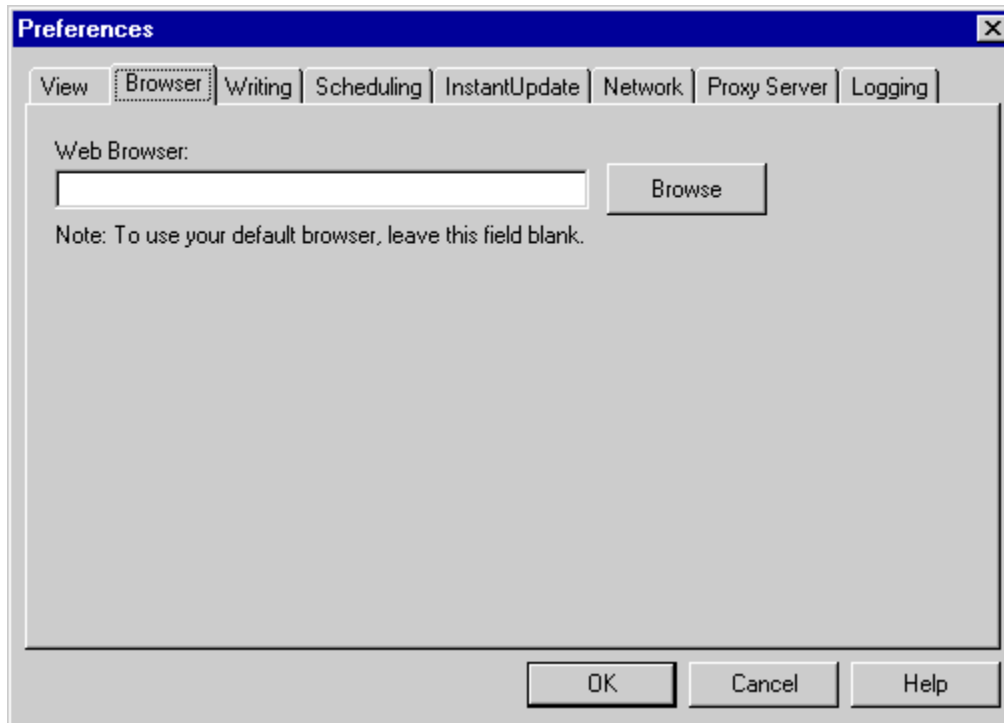 Preferences
View Browser Writing Scheduling InstantUpdate Network Proxy Server Logging
Web Browser:
Browse
Note: To use your default browser, leave this field blank.
OK Cancel Help